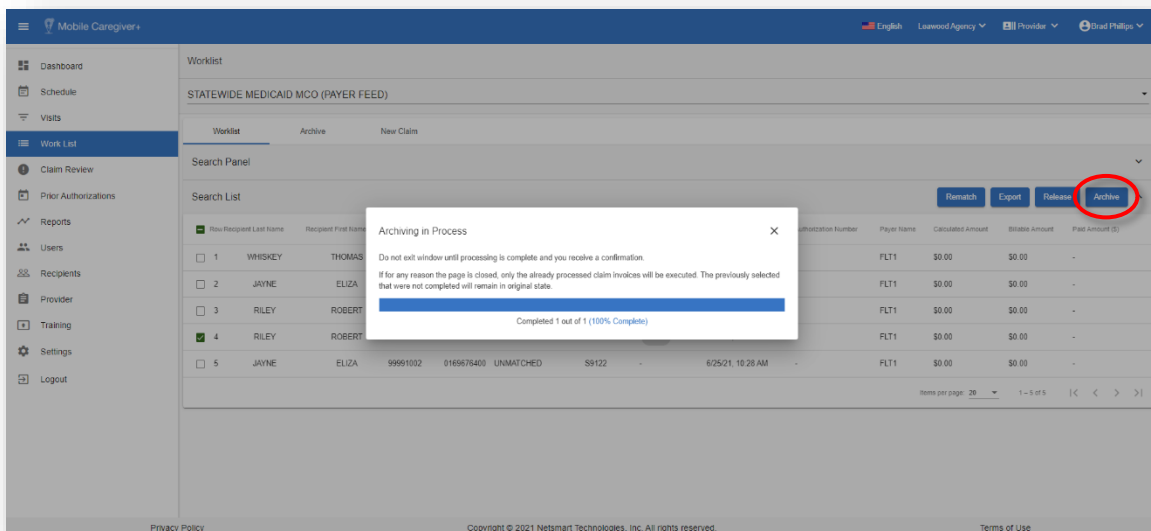 Mobile Caregiver+
English Leawood Agency Provider Brad Phillips
Dashboard
Schedule
Visits
Work List
Claim Review
Prior Authorizations
Reports
Users
Recipients
Provider
Training
Settings
Logout
Worklist
STATEWIDE MEDICAID MCO (PAYER FEED)
Worklist Archive New Claim
Search Panel
Search List
Rematch Export Release Archive
Row Recipient Last Name Recipient First Name Authorization Number Payer Name Calculated Amount Billable Amount Paid Amount ($)
1 WHISKEY THOMAS FLT1 $0.00 $0.00 -
2 JAYNE ELIZA FLT1 $0.00 $0.00 -
3 RILEY ROBERT FLT1 $0.00 $0.00 -
4 RILEY ROBERT FLT1 $0.00 $0.00 -
5 JAYNE ELIZA 99991002 0169676400 UNMATCHED S9122 - 6/25/21, 10:28 AM - FLT1 $0.00 $0.00 -
Items per page: 26 1 – 5 of 5
Archiving in Process
Do not exit window until processing is complete and you receive a confirmation.
If for any reason the page is closed, only the already processed claim invoices will be executed. The previously selected
that were not completed will remain in original state.
Completed 1 out of 1 (100% Complete)
Privacy Policy Copyright © 2021 Netsmart Technologies, Inc. All rights reserved. Terms of Use